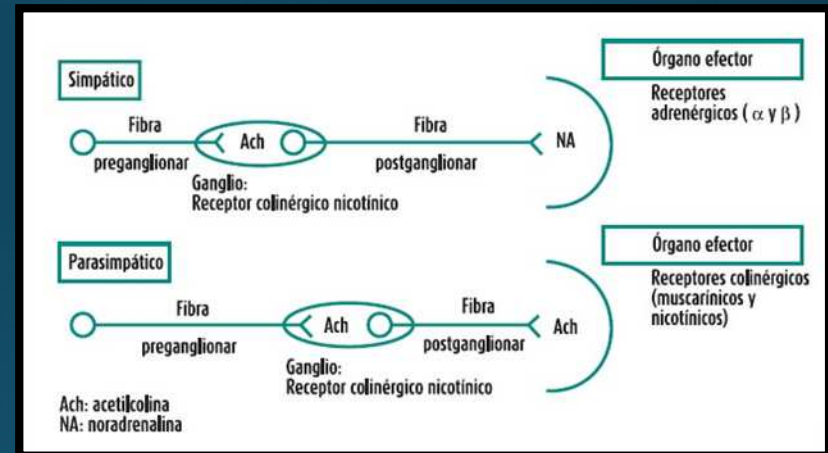 Simpático
Fibra
preganglionar
Ach
Ganglio:
Receptor colinérgico nicotínico
Fibra
postganglionar
NA
Órgano efector
Receptores
adrenérgicos ( α y β )
Parasimpático
Fibra
preganglionar
Ach
Ganglio:
Receptor colinérgico nicotínico
Fibra
postganglionar
Ach
Órgano efector
Receptores colinérgicos
(muscarínicos y
nicotínicos)
Ach: acetilcolina
NA: noradrenalina